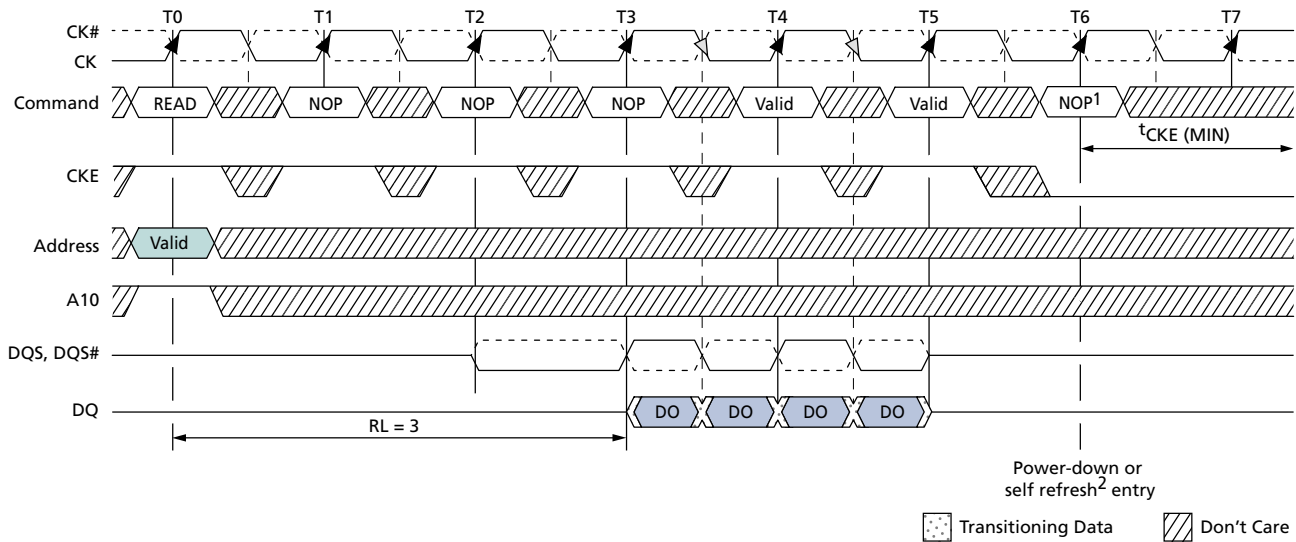 T0 T1 T2 T3 T4 T5 T6 T7
CK#
CK
Command READ NOP NOP NOP Valid Valid NOP1
tCKE (MIN)
CKE
Address Valid
A10
DQS, DQS#
DQ DO DO DO DO
RL = 3
Power-down or
self refresh2 entry
Transitioning Data Don't Care